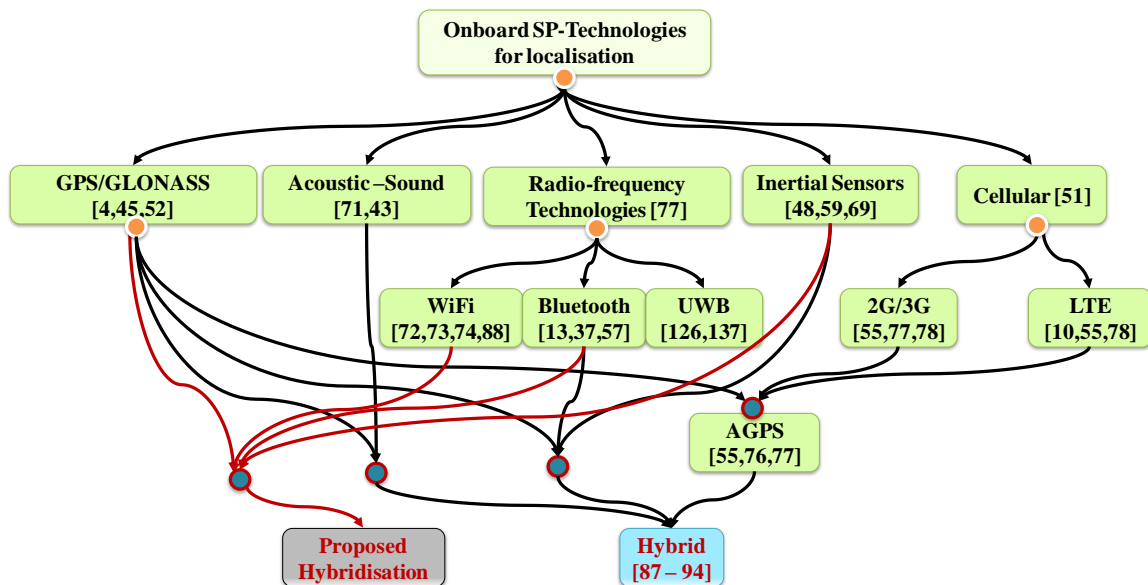 Onboard SP-Technologies
for localisation
GPS/GLONASS
[4,45,52]
Acoustic –Sound
[71,43]
Radio-frequency
Technologies [77]
Inertial Sensors
[48,59,69]
Cellular [51]
WiFi
[72,73,74,88]
Bluetooth
[13,37,57]
UWB
[126,137]
2G/3G
[55,77,78]
LTE
[10,55,78]
AGPS
[55,76,77]
Proposed
Hybridisation
Hybrid
[87 – 94]